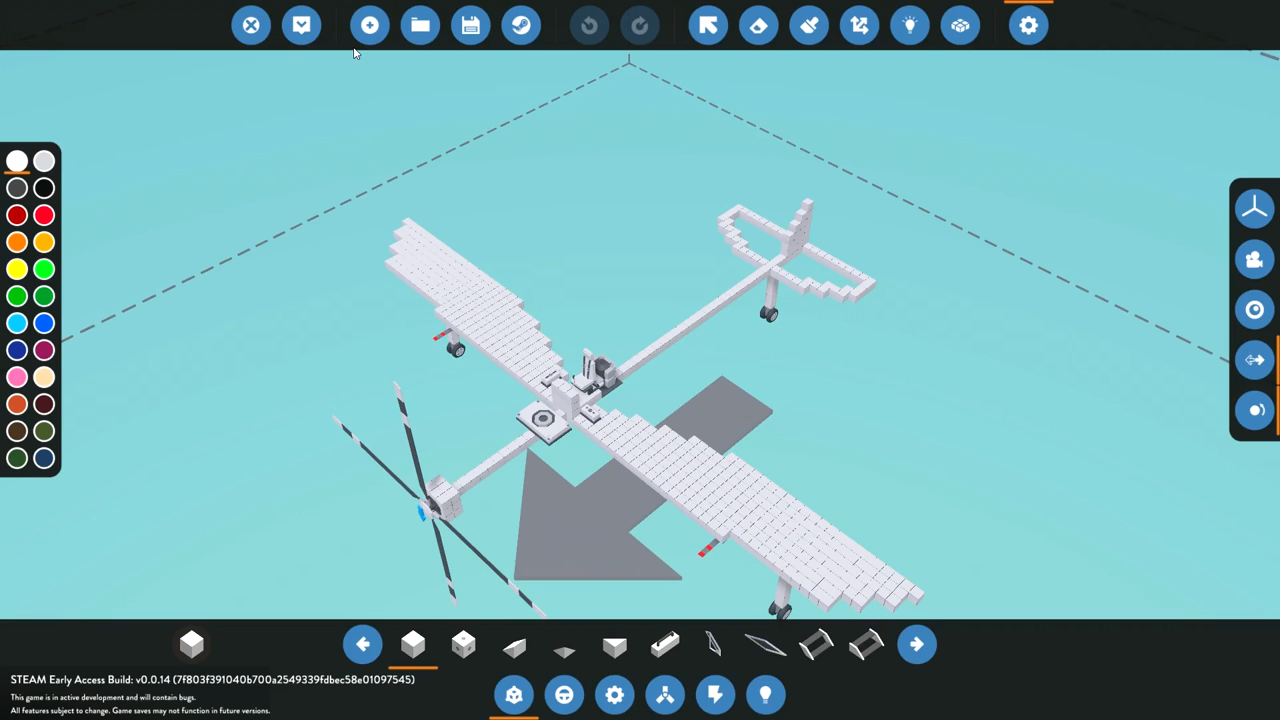 STEAM Early Access Build: v0.0.14 (7f803f391040b700a2549339fdbec58e01097545)
This game is in active development and will contain bugs.
All features subject to change. Game saves may not function in future versions.